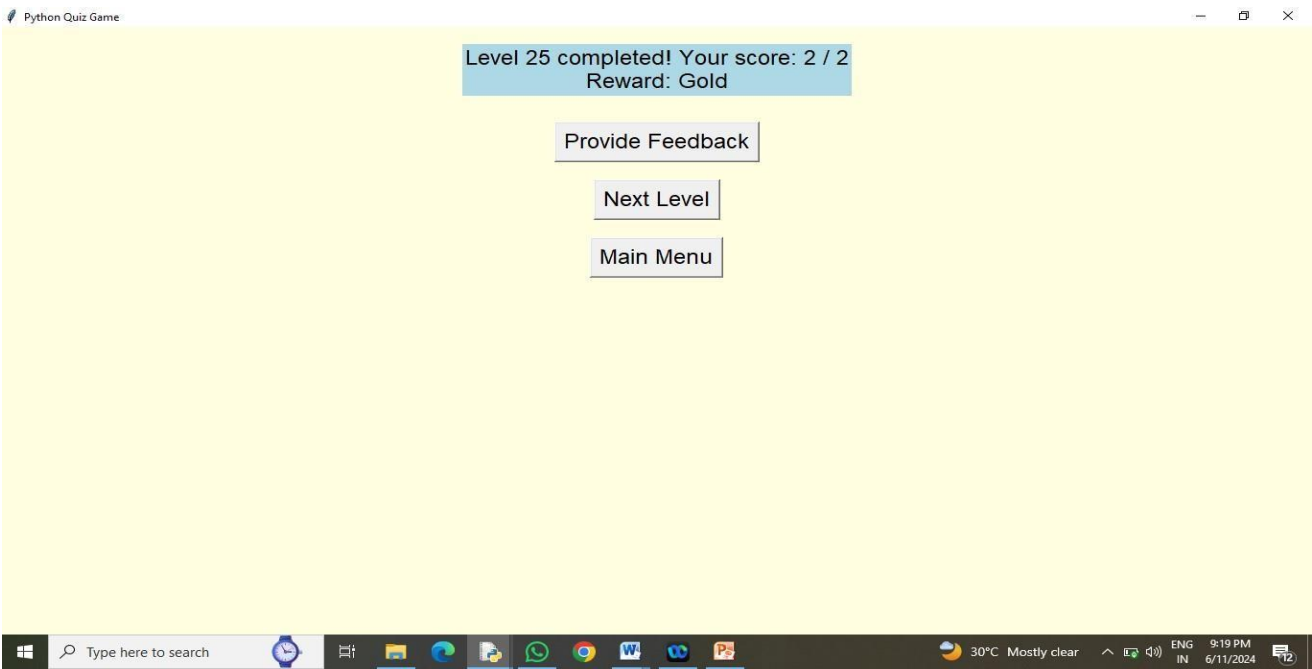 Python Quiz Game
Level 25 completed! Your score: 2 / 2
Reward: Gold
Provide Feedback
Next Level
Main Menu
Type here to search
30°C Mostly clear
ENG
IN
9:19 PM
6/11/2024
12